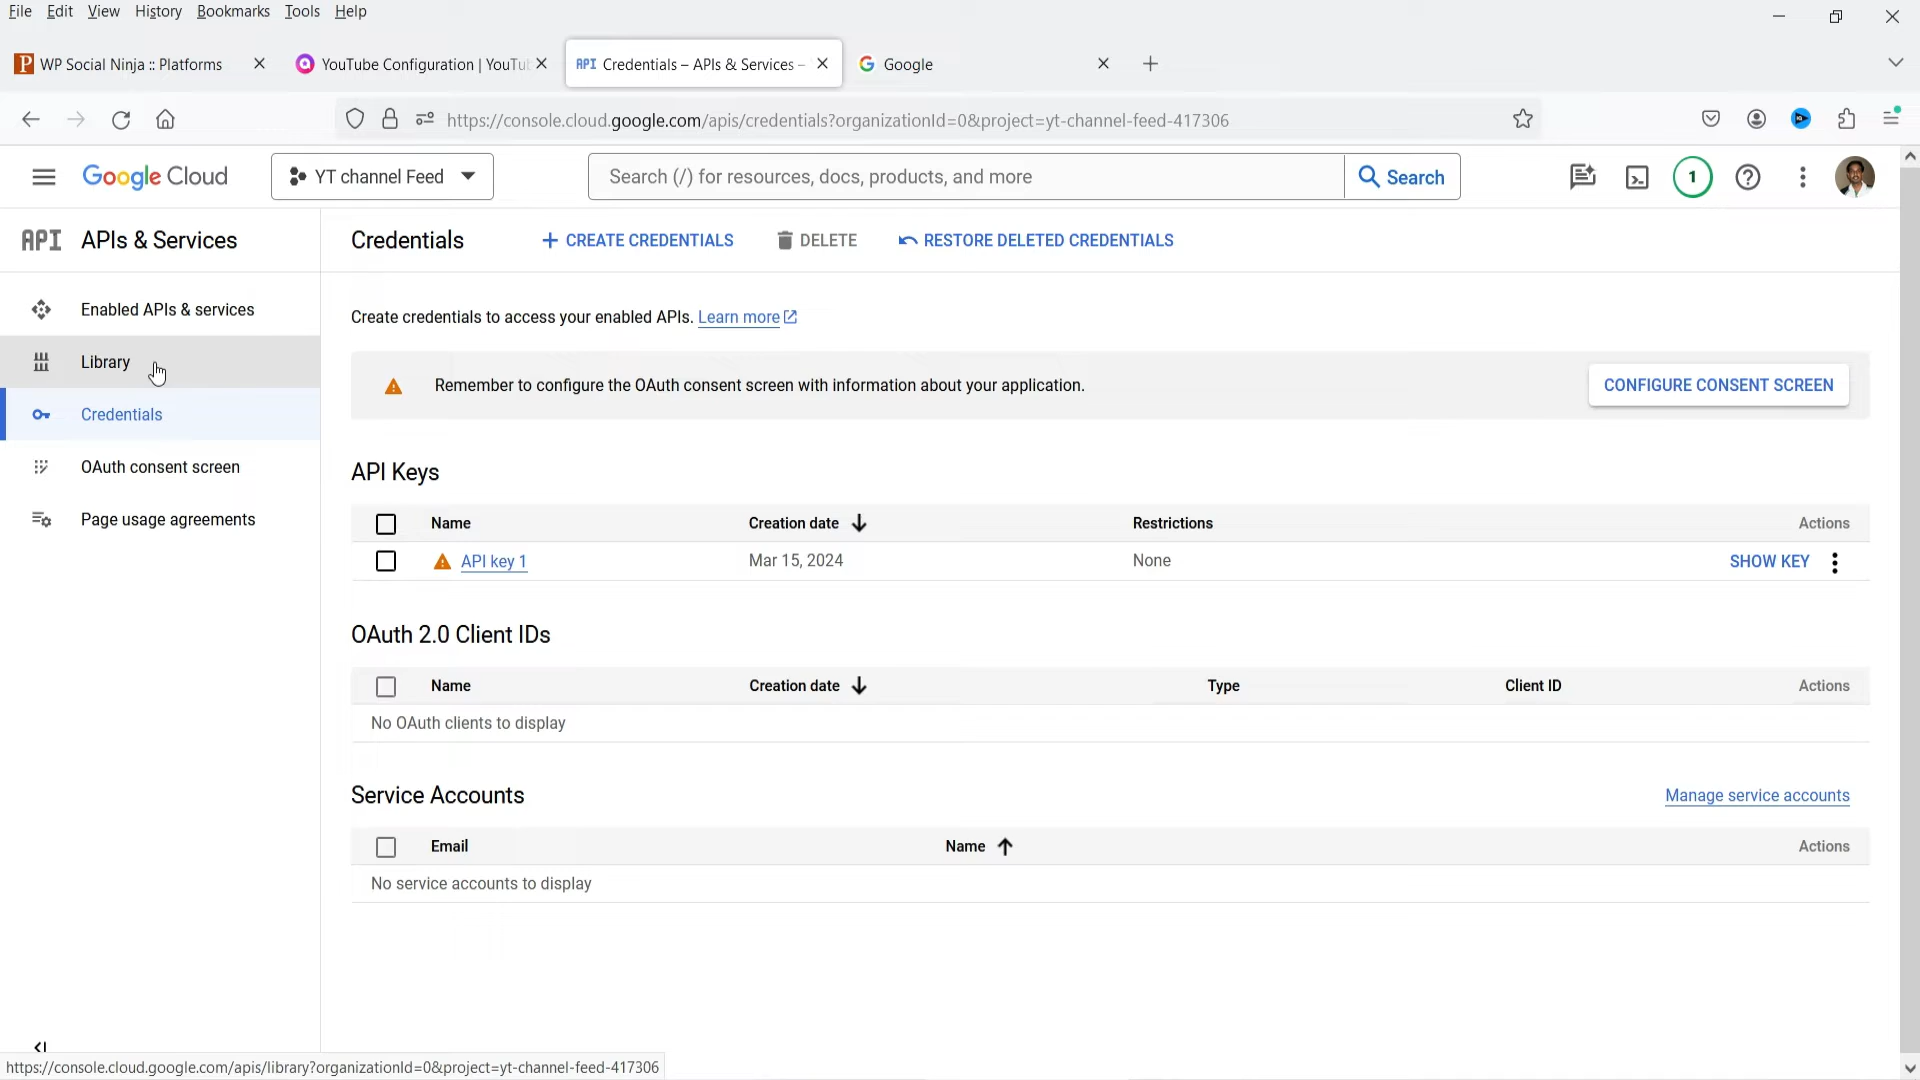 File Edit View History Bookmarks Tools Help
WP Social Ninja :: Platforms
YouTube Configuration | YouTu
API Credentials – APIs & Services –
Google
https://console.cloud.google.com/apis/credentials?organizationId=0&project=yt-channel-feed-417306
Google Cloud
YT channel Feed
Search (/) for resources, docs, products, and more
Search
1
API APIs & Services
Credentials
CREATE CREDENTIALS
DELETE
RESTORE DELETED CREDENTIALS
Enabled APIs & services
Library
Credentials
OAuth consent screen
Page usage agreements
Create credentials to access your enabled APIs. Learn more
Remember to configure the OAuth consent screen with information about your application.
CONFIGURE CONSENT SCREEN
API Keys
Name Creation date Restrictions Actions
API key 1 Mar 15, 2024 None SHOW KEY
OAuth 2.0 Client IDs
Name Creation date Type Client ID Actions
No OAuth clients to display
Service Accounts
Manage service accounts
Email Name Actions
No service accounts to display
https://console.cloud.google.com/apis/library?organizationId=0&project=yt-channel-feed-417306